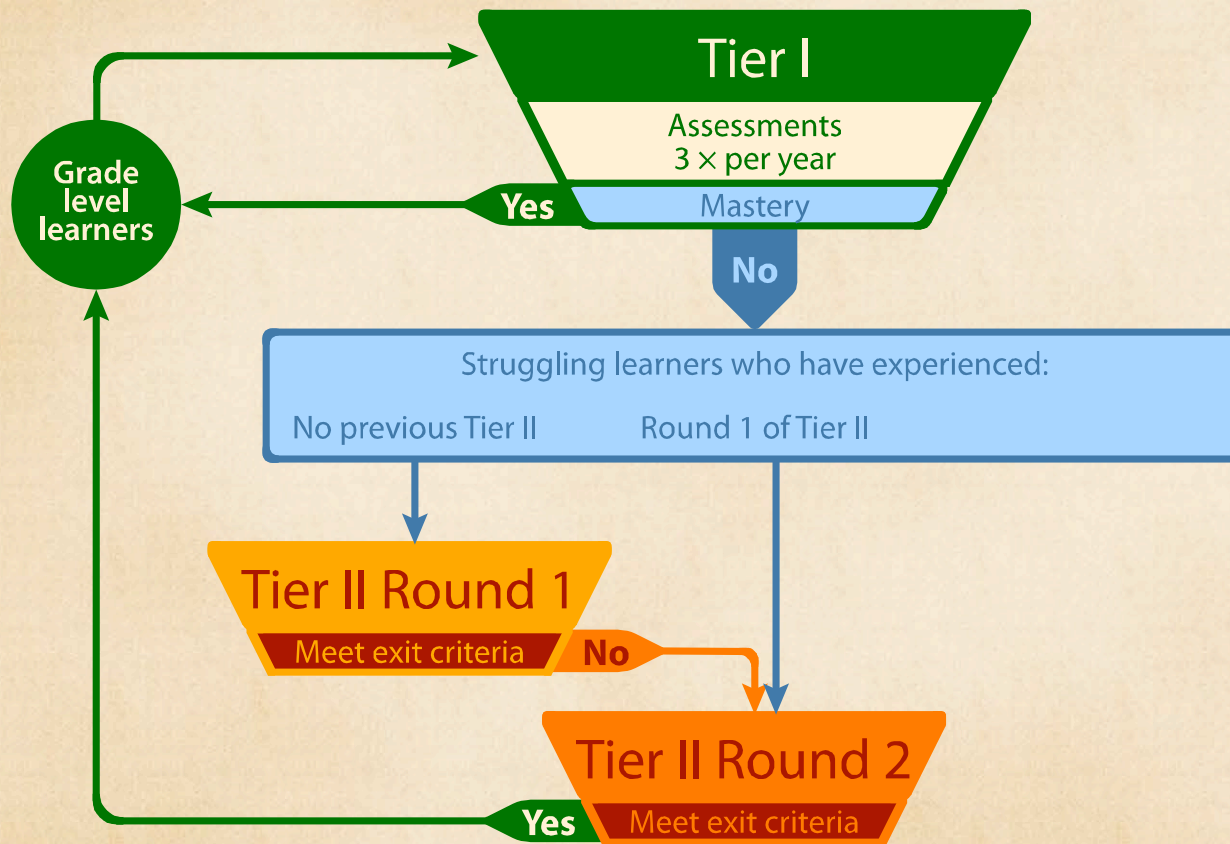 Tier I
Assessments
3 × per year
Mastery
Yes
Grade
level
learners
No
Struggling learners who have experienced:
No previous Tier II
Round 1 of Tier II
Tier II Round 1
Meet exit criteria
No
Tier II Round 2
Meet exit criteria
Yes